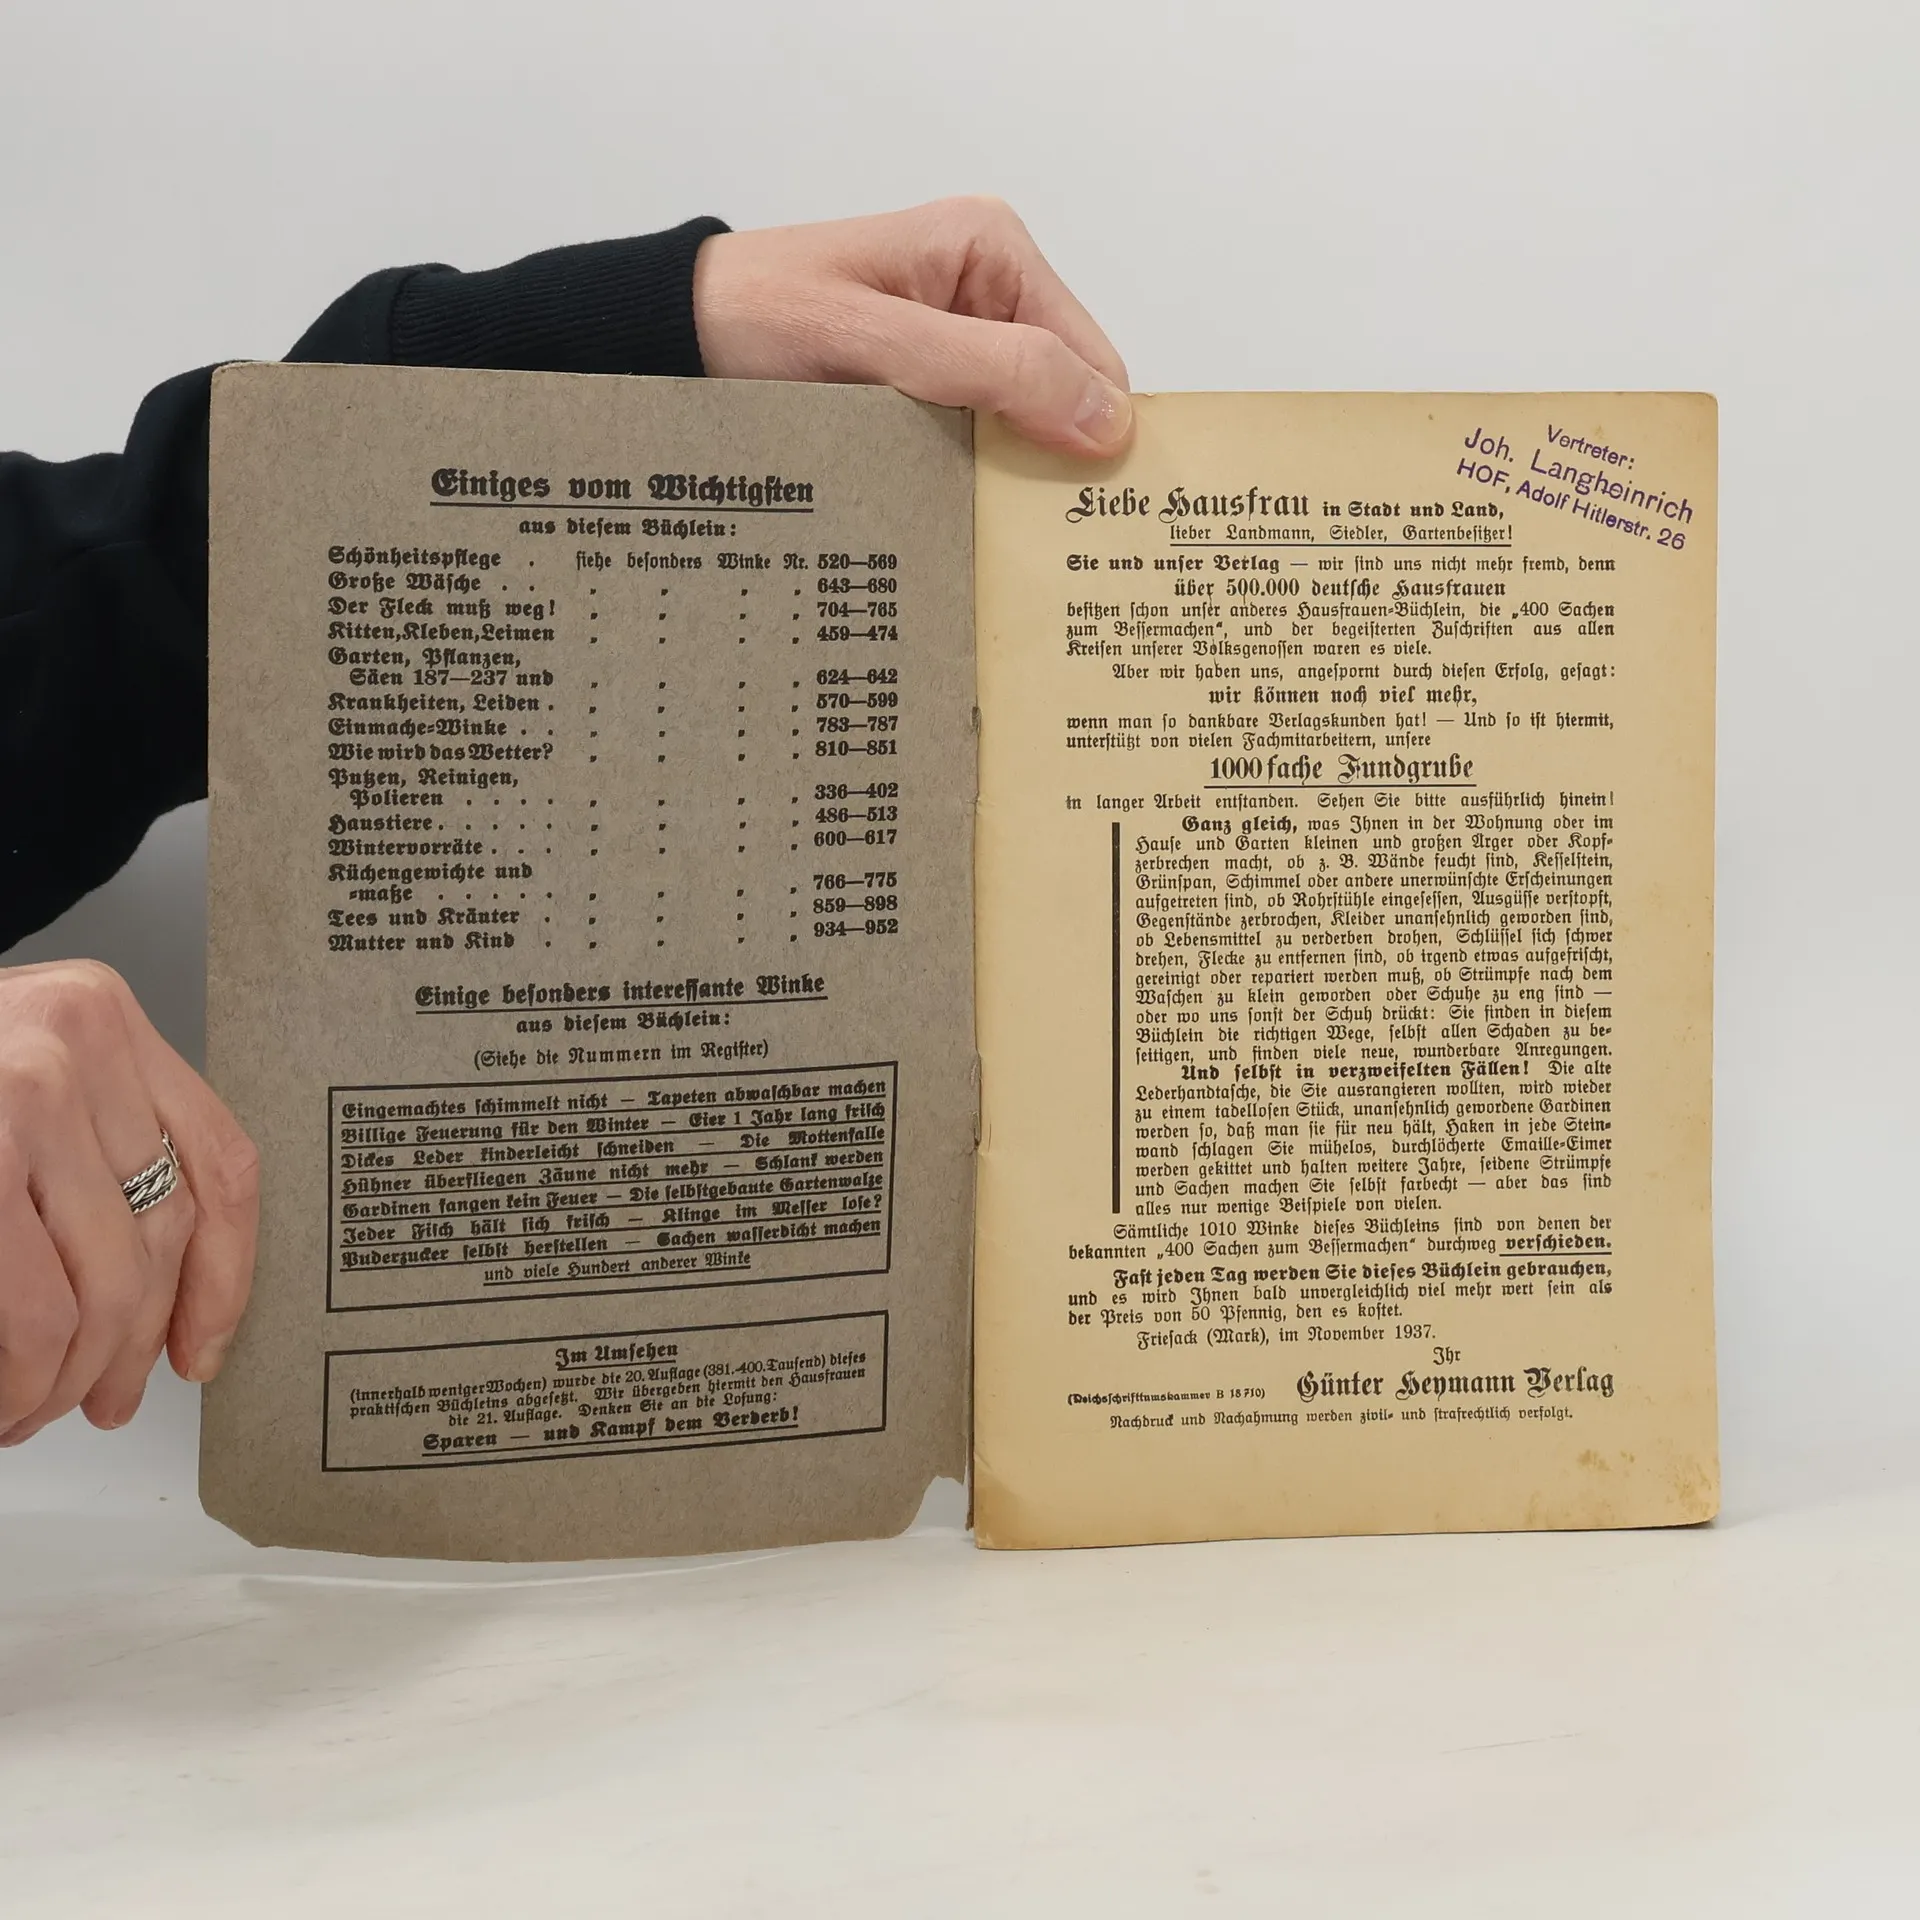 Einiges vom Wichtigsten
aus diesem Büchlein:
Schönheitspflege . siehe besonders Winke Nr. 520—569
Große Wäsche . . „ „ „ „ 643—680
Der Fleck muß weg! „ „ „ „ 704—765
Kitten, Kleben, Leimen „ „ „ „ 459—474
Garten, Pflanzen,
Säen 187—237 und „ „ „ „ 624—642
Krankheiten, Leiden . „ „ „ „ 570—599
Einmache=Winke . . „ „ „ „ 783—787
Wie wird das Wetter? „ „ „ „ 810—851
Putzen, Reinigen,
Polieren . . . . „ „ „ „ 336—402
Haustiere . . . . . „ „ „ „ 486—513
Wintervorräte . . . „ „ „ „ 600—617
Küchengewichte und
=maße . . . . . „ „ „ „ 766—775
Tees und Kräuter . „ „ „ „ 859—898
Mutter und Kind . „ „ „ „ 934—952
Einige besonders interessante Winke
aus diesem Büchlein:
(Siehe die Nummern im Register)
Eingemachtes schimmelt nicht — Tapeten abwaschbar machen
Billige Feuerung für den Winter — Eier 1 Jahr lang frisch
Dickes Leder kinderleicht schneiden — Die Mottenfalle
Hühner überfliegen Zäune nicht mehr — Schlank werden
Gardinen fangen kein Feuer — Die selbstgebaute Gartenwalze
Jeder Fisch hält sich frisch — Klinge im Messer lose?
Puderzucker selbst herstellen — Sachen wasserdicht machen
und viele Hundert anderer Winke
Im Umsehen
(innerhalb weniger Wochen) wurde die 20. Auflage (381.-400. Tausend) dieses
praktischen Büchleins abgesetzt. Wir übergeben hiermit den Hausfrauen
die 21. Auflage. Denken Sie an die Losung:
Sparen — und Kampf dem Verderb!
Vertreter:
Joh. Langheinrich
HOF, Adolf Hitlerstr. 26
Liebe Hausfrau in Stadt und Land,
lieber Landmann, Siedler, Gartenbesitzer!
Sie und unser Verlag — wir sind uns nicht mehr fremd, denn
über 500.000 deutsche Hausfrauen
besitzen schon unser anderes Hausfrauen=Büchlein, die „400 Sachen
zum Bessermachen“, und der begeisterten Zuschriften aus allen
Kreisen unserer Volksgenossen waren es viele.
Aber wir haben uns, angespornt durch diesen Erfolg, gesagt:
wir können noch viel mehr,
wenn man so dankbare Verlagskunden hat! — Und so ist hiermit,
unterstützt von vielen Fachmitarbeitern, unsere
1000 fache Fundgrube
in langer Arbeit entstanden. Sehen Sie bitte ausführlich hinein!
Ganz gleich, was Ihnen in der Wohnung oder im
Hause und Garten kleinen und großen Ärger oder Kopf=
zerbrechen macht, ob z. B. Wände feucht sind, Kesselstein,
Grünspan, Schimmel oder andere unerwünschte Erscheinungen
aufgetreten sind, ob Rohrstühle eingesessen, Ausgüsse verstopft,
Gegenstände zerbrochen, Kleider unansehnlich geworden sind,
ob Lebensmittel zu verderben drohen, Schlüssel sich schwer
drehen, Flecke zu entfernen sind, ob irgend etwas aufgefrischt,
gereinigt oder repariert werden muß, ob Strümpfe nach dem
Waschen zu klein geworden oder Schuhe zu eng sind —
oder wo uns sonst der Schuh drückt: Sie finden in diesem
Büchlein die richtigen Wege, selbst allen Schaden zu be=
seitigen, und finden viele neue, wunderbare Anregungen.
Und selbst in verzweifelten Fällen! Die alte
Lederhandtasche, die Sie ausrangieren wollten, wird wieder
zu einem tadellosen Stück, unansehnlich gewordene Gardinen
werden so, daß man sie für neu hält, Haken in jede Stein=
wand schlagen Sie mühelos, durchlöcherte Emaille=Eimer
werden gekittet und halten weitere Jahre, seidene Strümpfe
und Sachen machen Sie selbst farbecht — aber das sind
alles nur wenige Beispiele von vielen.
Sämtliche 1010 Winke dieses Büchleins sind von denen der
bekannten „400 Sachen zum Bessermachen“ durchweg verschieden.
Fast jeden Tag werden Sie dieses Büchlein gebrauchen,
und es wird Ihnen bald unvergleichlich viel mehr wert sein als
der Preis von 50 Pfennig, den es kostet.
Friesack (Mark), im November 1937.
Ihr
(Reichsschrifttumskammer B 18 710) Günter Heymann Verlag
Nachdruck und Nachahmung werden zivil= und strafrechtlich verfolgt.